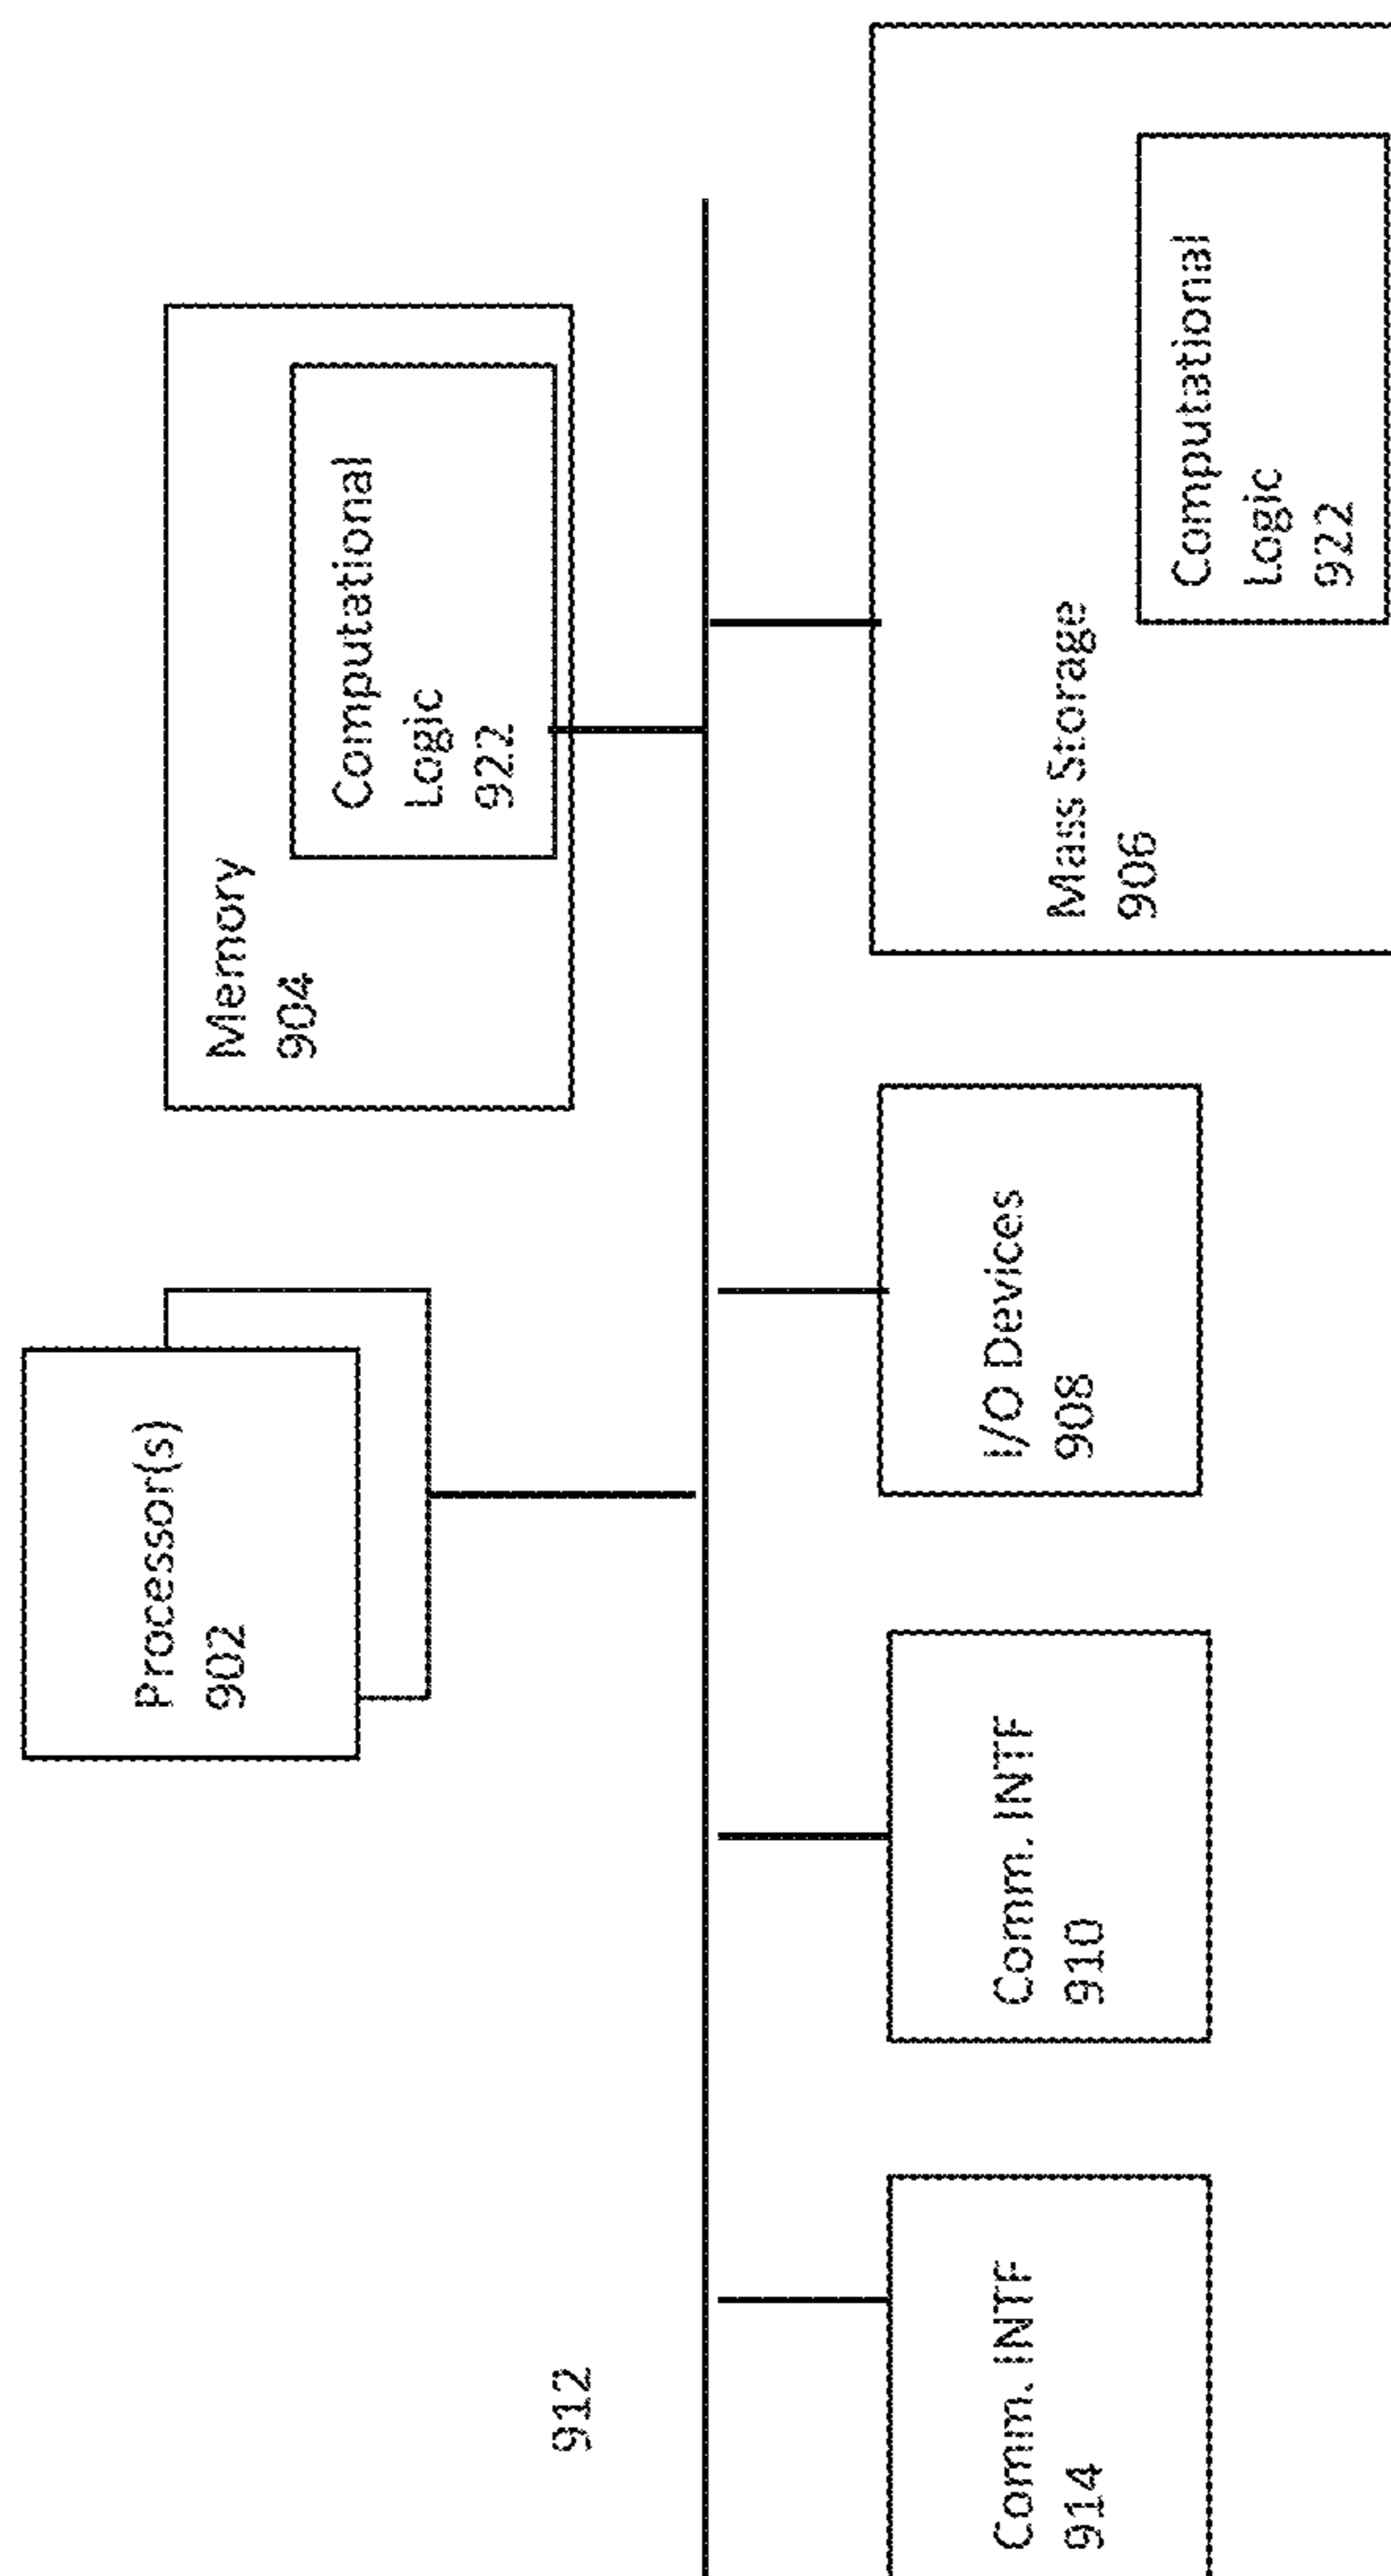 Processor(s)
902
Memory
904
Computational
Logic
922
912
Comm. INTF
914
Comm. INTF
910
I/O Devices
908
Mass Storage
906
Computational
Logic
922